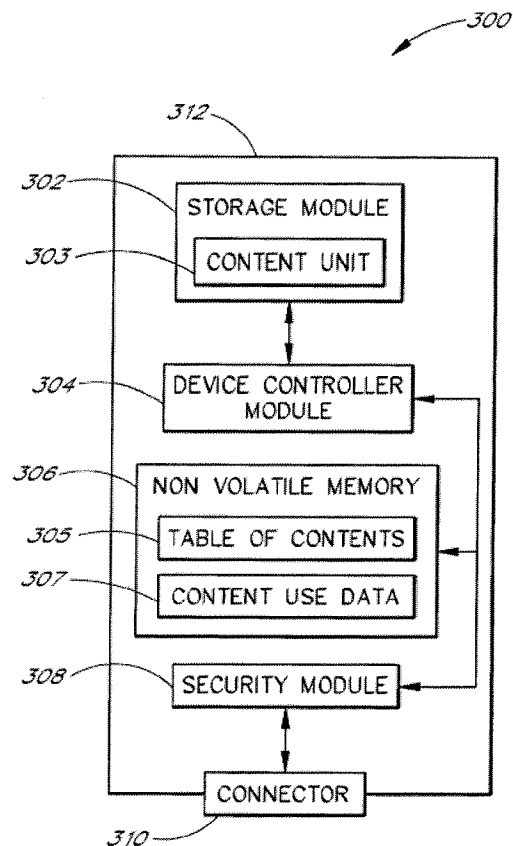 300
312
302
STORAGE MODULE
303
CONTENT UNIT
304
DEVICE CONTROLLER
MODULE
306
NON VOLATILE MEMORY
305
TABLE OF CONTENTS
307
CONTENT USE DATA
308
SECURITY MODULE
CONNECTOR
310